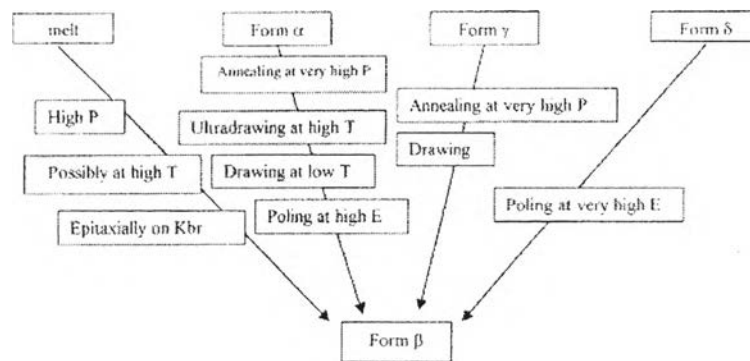 melt
Form α
Form γ
Form δ
Annealing at very high P
High P
Ultradrawing at high T
Annealing at very high P
Drawing
Possibly at high T
Drawing at low T
Epitaxially on Kbr
Poling at high E
Poling at very high E
Form β